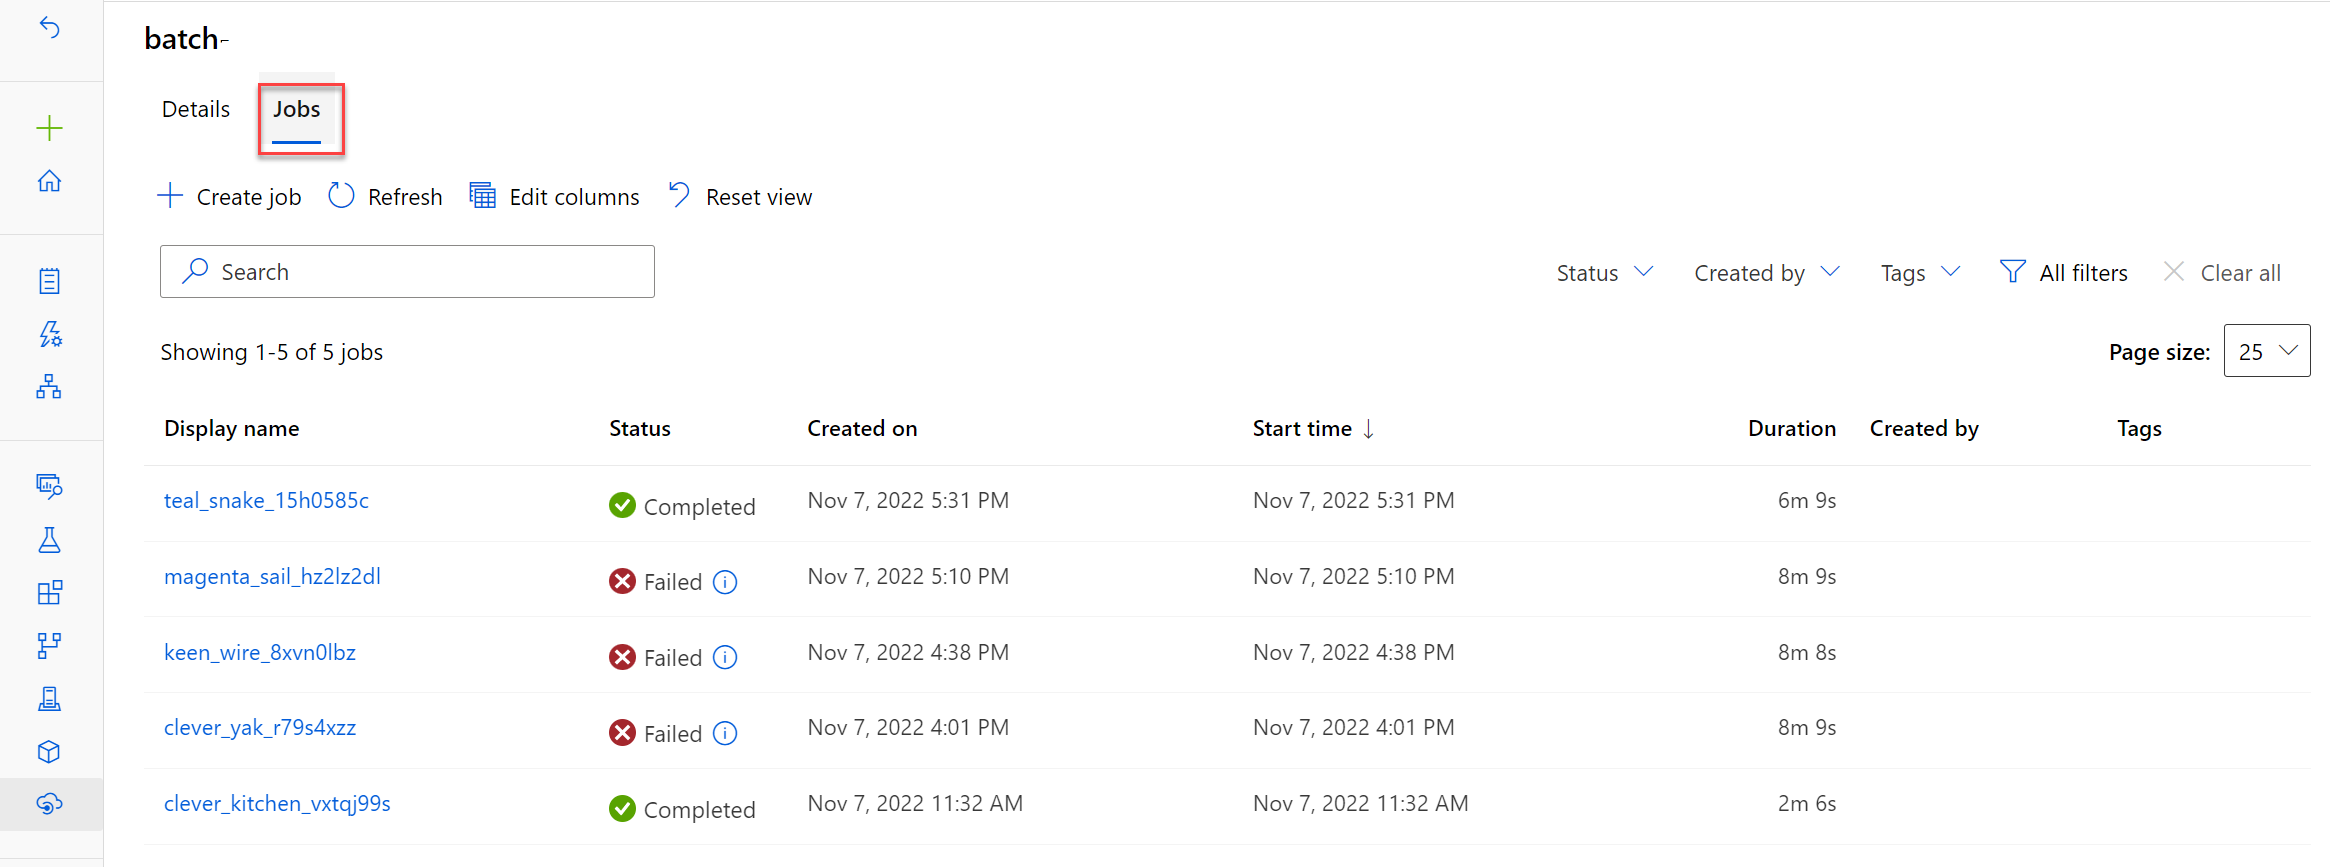 batch-
Details Jobs
Create job Refresh Edit columns Reset view
Search Status Created by Tags All filters Clear all
Showing 1-5 of 5 jobs Page size: 25
Display name Status Created on Start time ↓ Duration Created by Tags
teal_snake_15h0585c Completed Nov 7, 2022 5:31 PM Nov 7, 2022 5:31 PM 6m 9s
magenta_sail_hz2lz2dl Failed Nov 7, 2022 5:10 PM Nov 7, 2022 5:10 PM 8m 9s
keen_wire_8xvn0lbz Failed Nov 7, 2022 4:38 PM Nov 7, 2022 4:38 PM 8m 8s
clever_yak_r79s4xzz Failed Nov 7, 2022 4:01 PM Nov 7, 2022 4:01 PM 8m 9s
clever_kitchen_vxtqj99s Completed Nov 7, 2022 11:32 AM Nov 7, 2022 11:32 AM 2m 6s